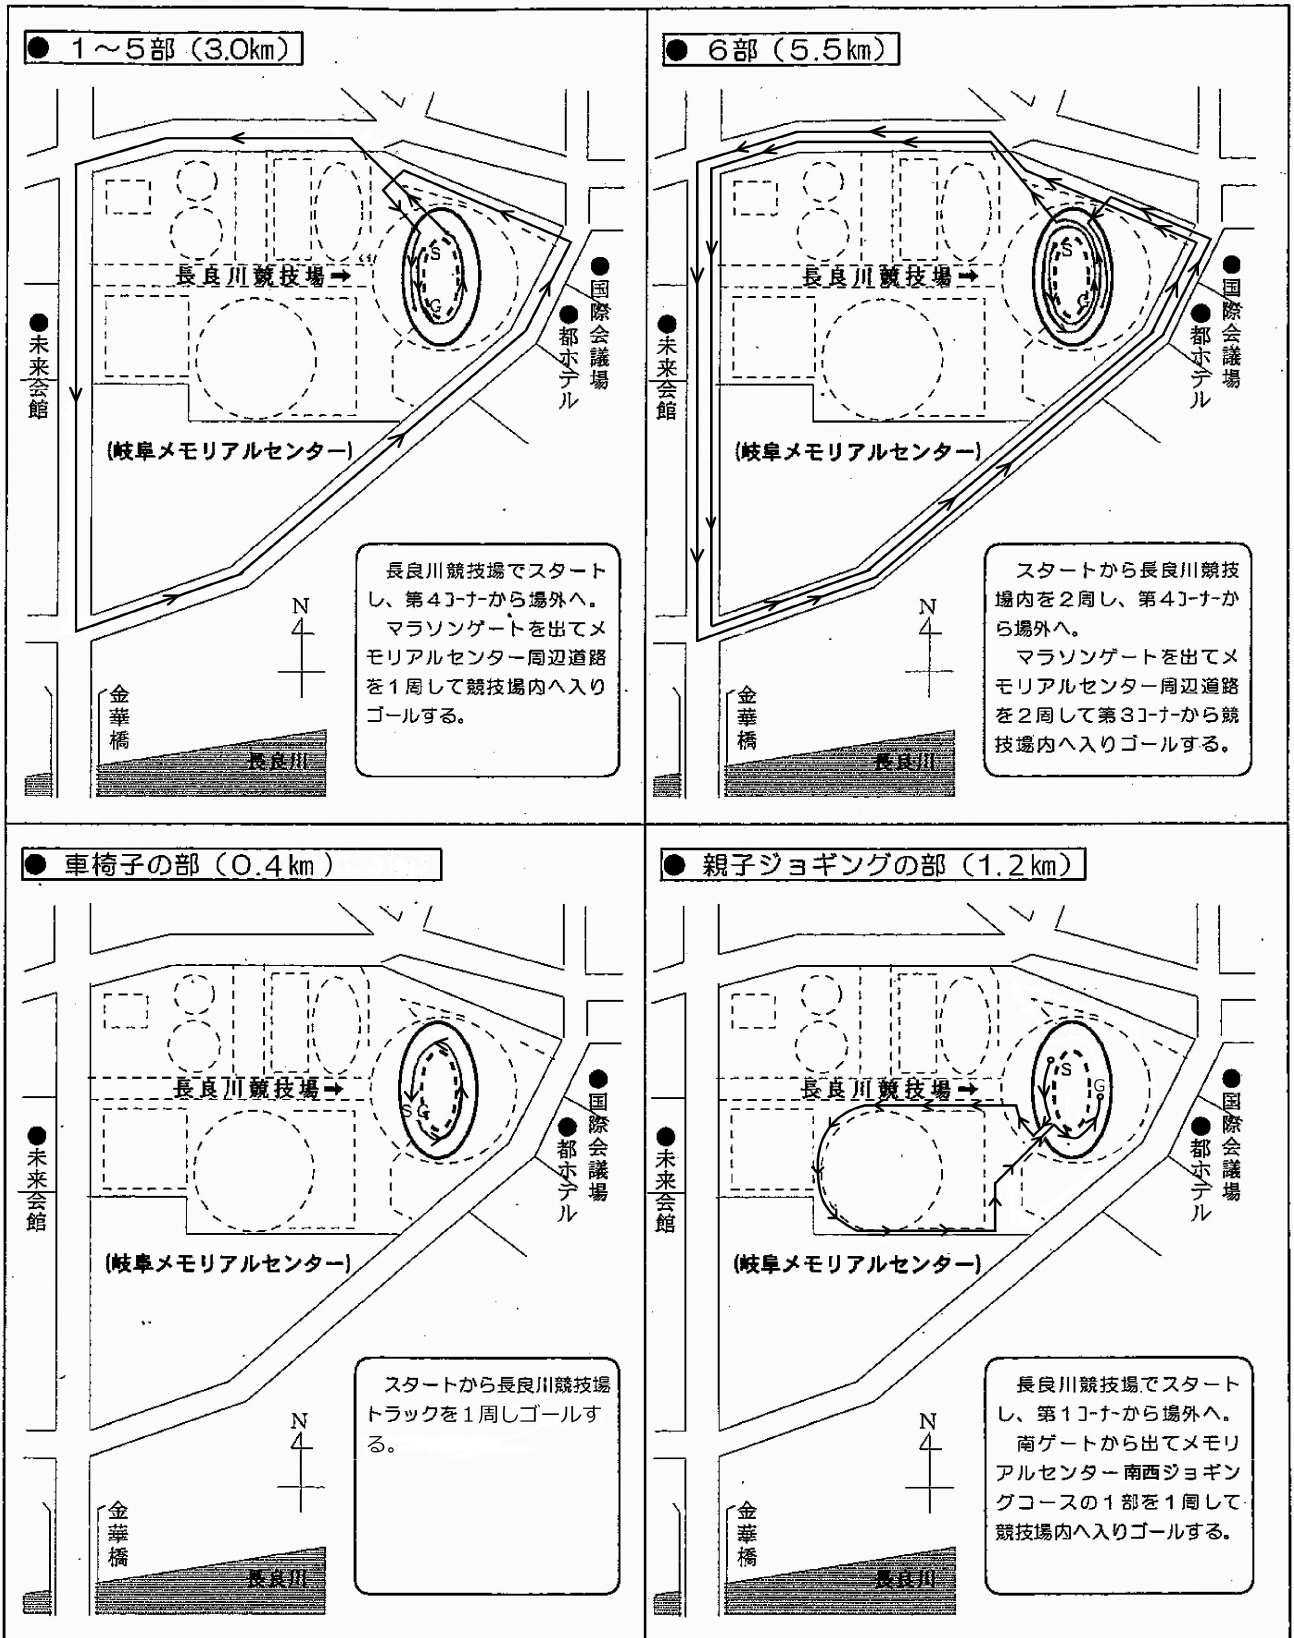 ● 1～5部（3.0km）
S
長良川競技場→
G
●国際会議場
●都ホテル
●未来会館
(岐阜メモリアルセンター)
長良川競技場でスタート
し、第4ｺｰﾅｰから場外へ。
マラソンゲートを出てメ
モリアルセンター周辺道路
を1周して競技場内へ入り
ゴールする。
N
金華橋
長良川
● 6部（5.5km）
S
長良川競技場→
G
●国際会議場
●都ホテル
●未来会館
(岐阜メモリアルセンター)
スタートから長良川競技
場内を2周し、第4ｺｰﾅｰか
ら場外へ。
マラソンゲートを出てメ
モリアルセンター周辺道路
を2周して第3ｺｰﾅｰから競
技場内へ入りゴールする。
N
金華橋
長良川
● 車椅子の部（0.4km）
長良川競技場→
S G
●国際会議場
●都ホテル
●未来会館
(岐阜メモリアルセンター)
スタートから長良川競技場
トラックを1周しゴールす
る。
N
金華橋
長良川
● 親子ジョギングの部（1.2km）
S
長良川競技場→
G
●国際会議場
●都ホテル
●未来会館
(岐阜メモリアルセンター)
長良川競技場でスタート
し、第1ｺｰﾅｰから場外へ。
南ゲートから出てメモリ
アルセンター南西ジョギン
グコースの1部を1周して
競技場内へ入りゴールする。
N
金華橋
長良川